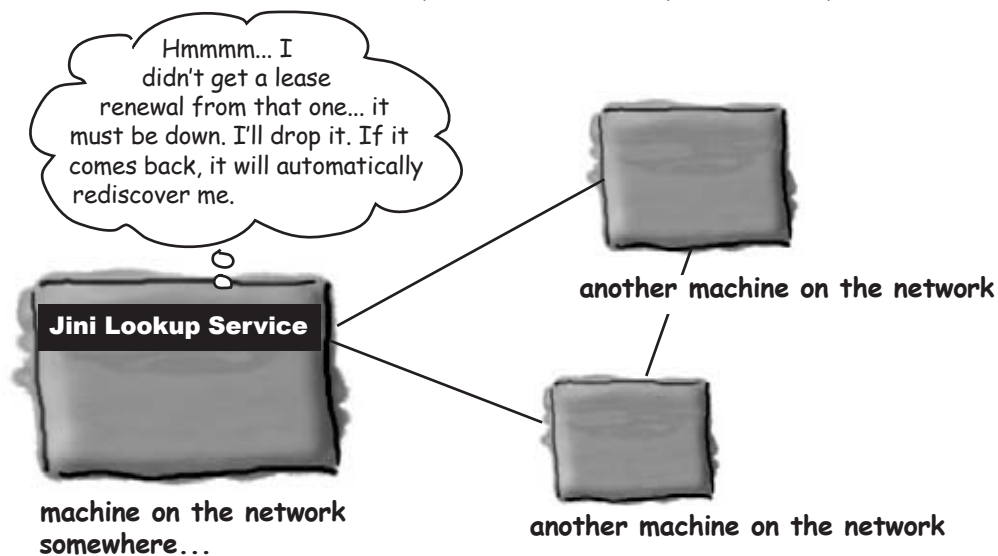 Hmmmm... I
didn't get a lease
renewal from that one... it
must be down. I'll drop it. If it
comes back, it will automatically
rediscover me.
another machine on the network
Jini Lookup Service
machine on the network
somewhere...
another machine on the network